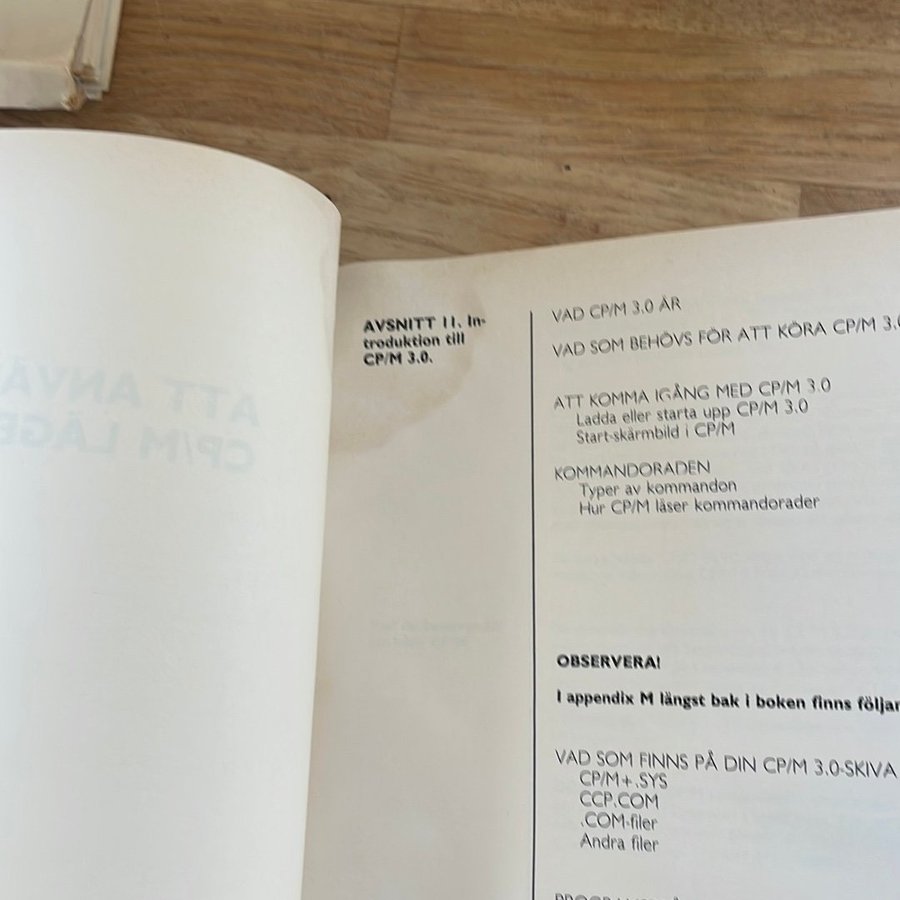 AVSNITT 11. In-
troduktion till
CP/M 3.0.
VAD CP/M 3.0 ÄR
VAD SOM BEHÖVS FÖR ATT KÖRA CP/M 3.0
ATT KOMMA IGÅNG MED CP/M 3.0
Ladda eller starta upp CP/M 3.0
Start-skärmbild i CP/M
KOMMANDORADEN
Typer av kommandon
Hur CP/M läser kommandorader
OBSERVERA!
I appendix M längst bak i boken finns
VAD SOM FINNS PÅ DIN CP/M 3.0-SKIVA
CP/M+.SYS
CCP.COM
.COM-filer
Andra filer